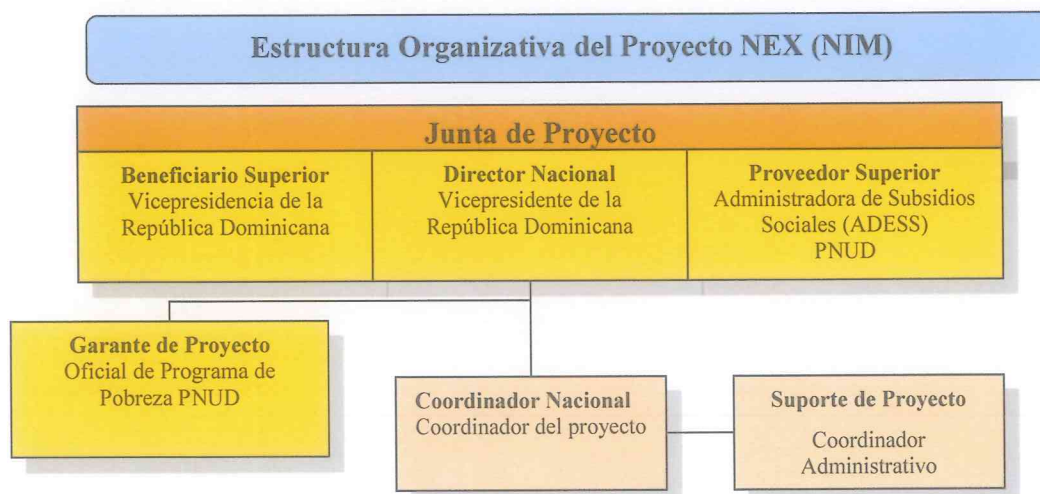 Estructura Organizativa del Proyecto NEX (NIM)
Junta de Proyecto
Beneficiario Superior
Vicepresidencia de la
República Dominicana
Director Nacional
Vicepresidente de la
República Dominicana
Proveedor Superior
Administradora de Subsidios
Sociales (ADESS)
PNUD
Garante de Proyecto
Oficial de Programa de
Pobreza PNUD
Coordinador Nacional
Coordinador del proyecto
Suporte de Proyecto
Coordinador
Administrativo